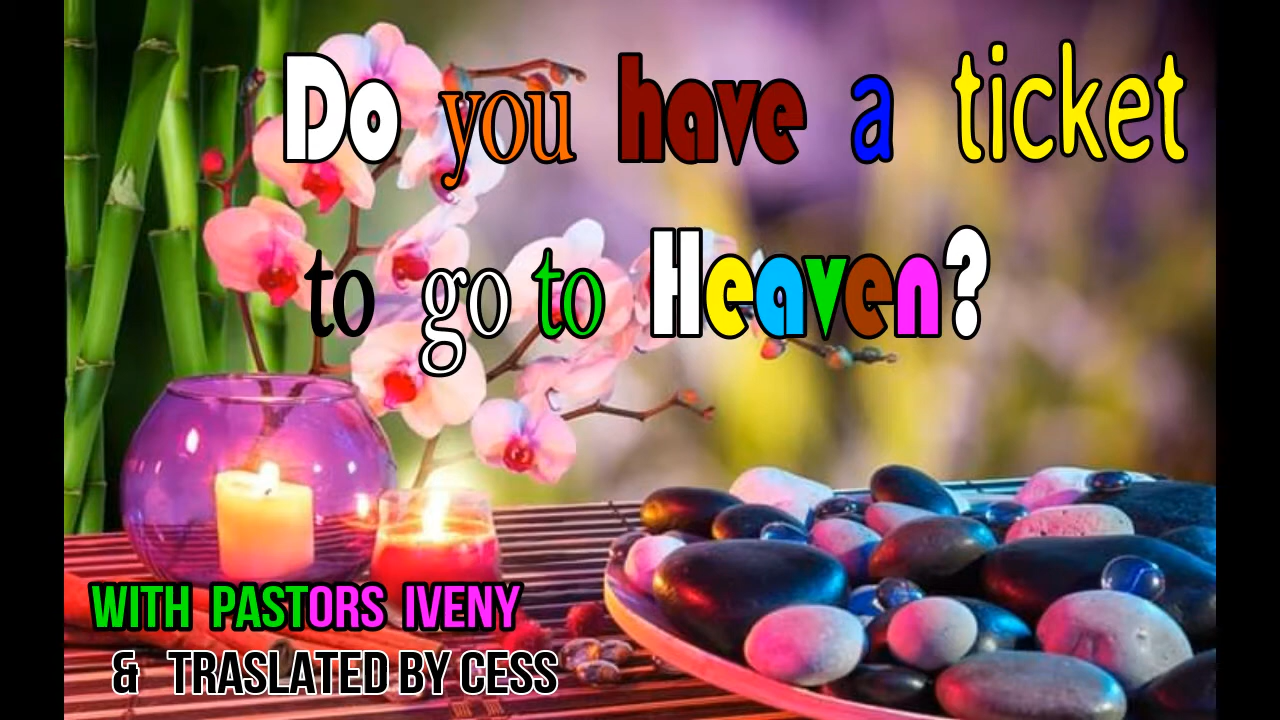 Do you have a ticket
to go to Heaven?
WITH PASTORS IVENY
& TRASLATED BY CESS